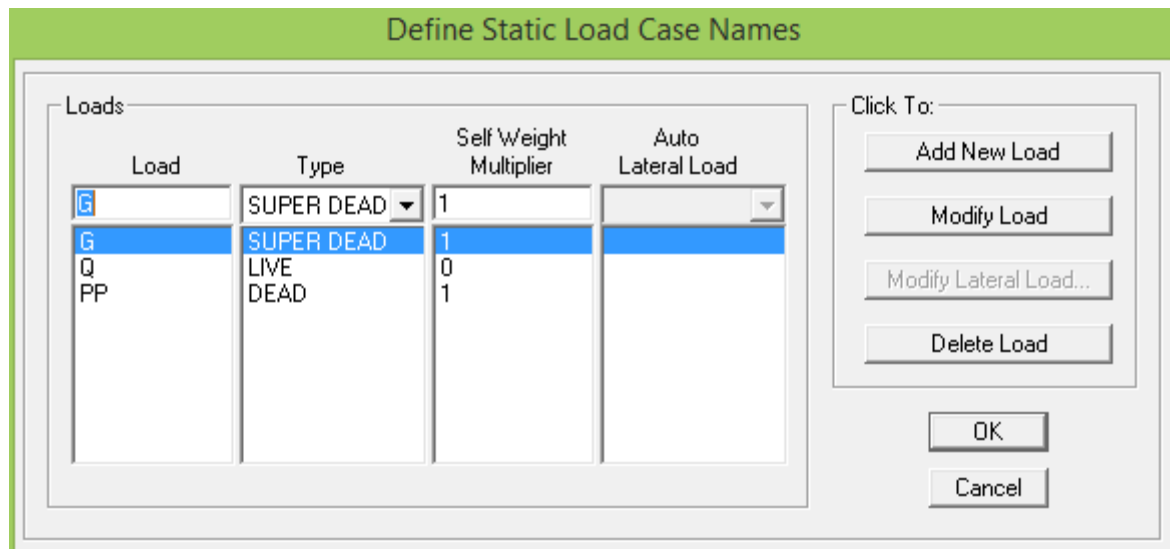 Define Static Load Case Names
Loads
Load Type Self Weight Multiplier Auto Lateral Load
G SUPER DEAD 1
G SUPER DEAD 1
Q LIVE 0
PP DEAD 1
Click To:
Add New Load
Modify Load
Modify Lateral Load...
Delete Load
OK
Cancel